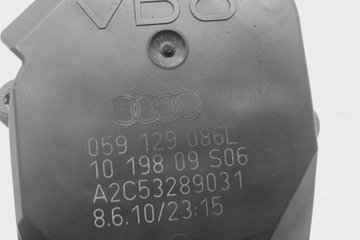 VDO
059 129 086L
10 198 09 S06
A2C53289031
8.6.10/23:15